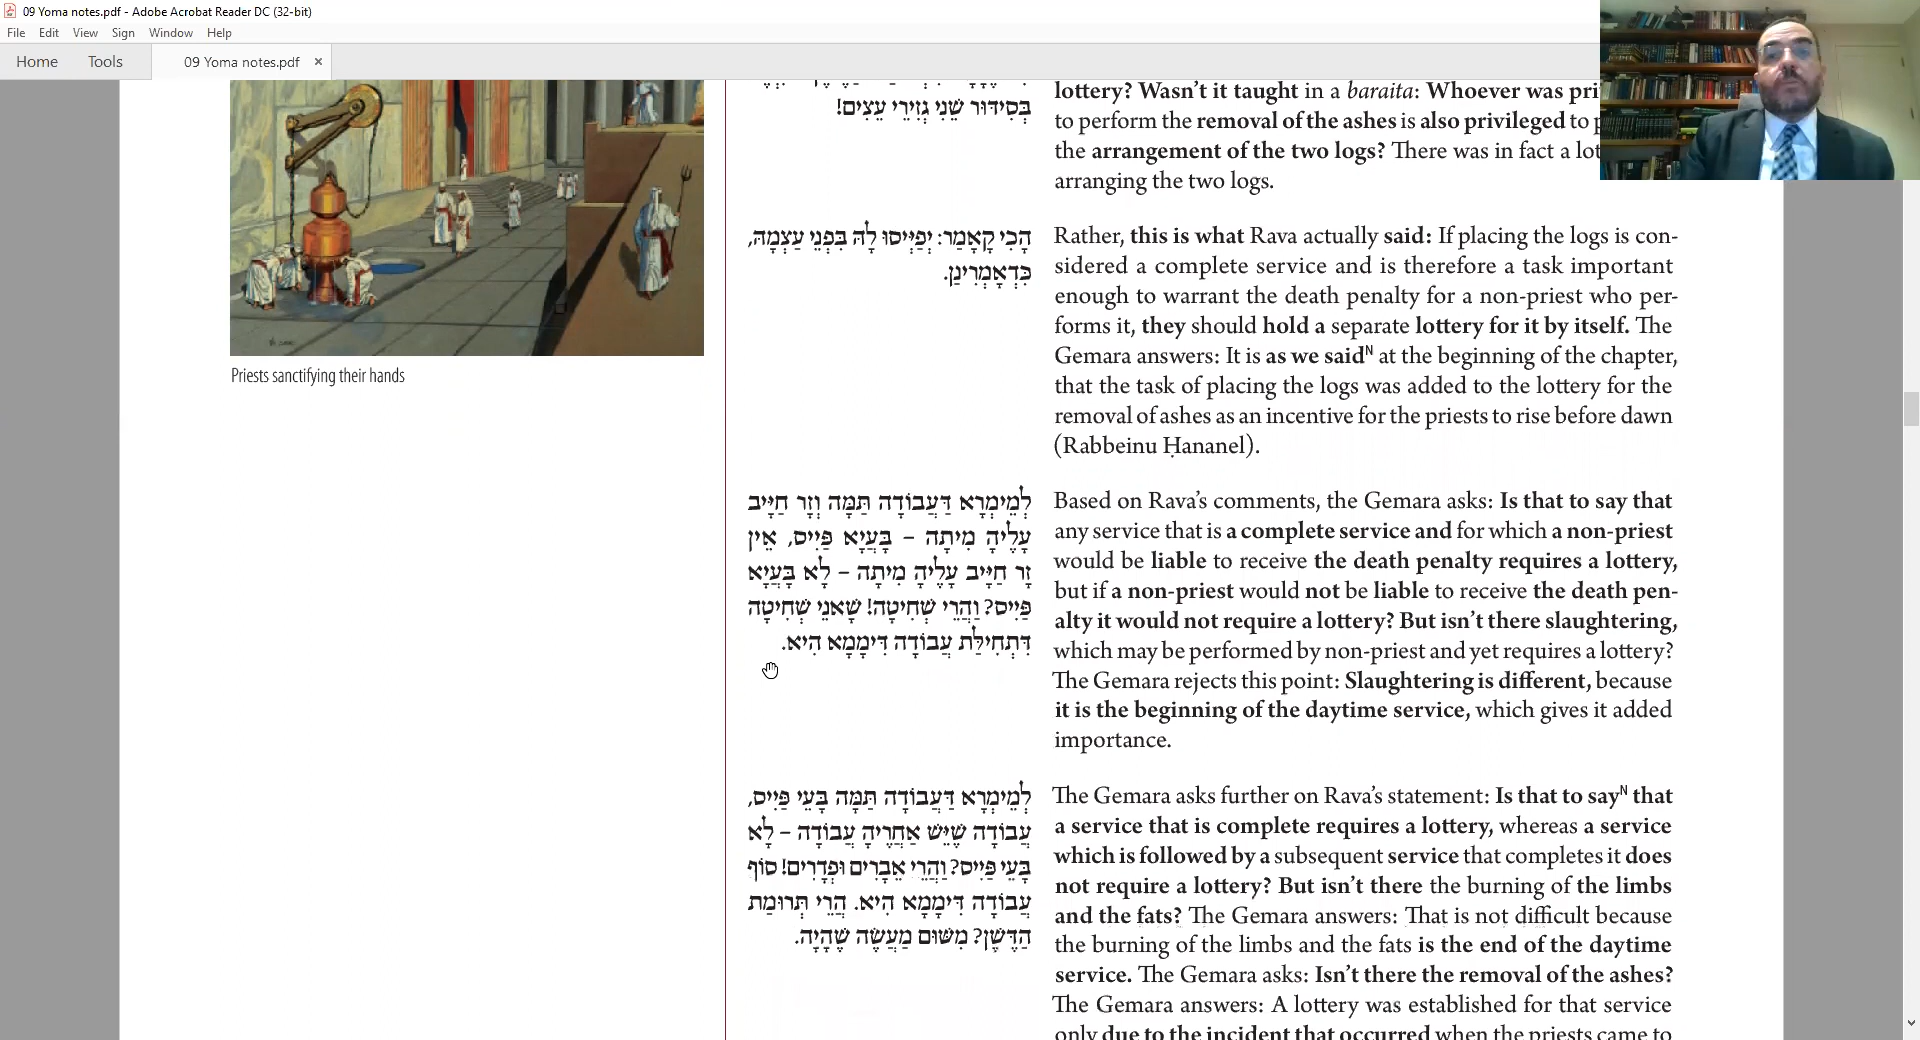 09 Yoma notes.pdf - Adobe Acrobat Reader DC (32-bit)
File Edit View Sign Window Help
Home Tools 09 Yoma notes.pdf ×
Priests sanctifying their hands
בְּסִידּוּר שְׁנֵי גְּזִירֵי עֵצִים!
הָכִי קָאָמַר: יְפַיְּיסוּ לָהּ בִּפְנֵי עַצְמָהּ,
כִּדְאָמְרִינַן.
לְמֵימְרָא דַּעֲבוֹדָה תַּמָּה וְזָר חַיָּיב
עָלֶיהָ מִיתָה – בָּעֲיָא פַּיִיס, אֵין
זָר חַיָּיב עָלֶיהָ מִיתָה – לָא בָּעֲיָא
פַּיִיס? וַהֲרֵי שְׁחִיטָה! שָׁאנֵי שְׁחִיטָה
דִּתְחִילַּת עֲבוֹדָה דִּימָמָא הִיא.
לְמֵימְרָא דַּעֲבוֹדָה תַּמָּה בָּעֵי פַּיִיס,
עֲבוֹדָה שֶׁיֵּשׁ אַחֲרֶיהָ עֲבוֹדָה – לָא
בָּעֵי פַּיִיס? וַהֲרֵי אֵבָרִים וּפְדָרִים! סוֹף
עֲבוֹדָה דִּימָמָא הִיא. הֲרֵי תְּרוּמַת
הַדֶּשֶׁן? מִשּׁוּם מַעֲשֶׂה שֶׁהָיָה.
lottery? Wasn't it taught in a baraita: Whoever was
to perform the removal of the ashes is also privileged to
the arrangement of the two logs? There was in fact a
arranging the two logs.
Rather, this is what Rava actually said: If placing the logs is con-
sidered a complete service and is therefore a task important
enough to warrant the death penalty for a non-priest who per-
forms it, they should hold a separate lottery for it by itself. The
Gemara answers: It is as we saidN at the beginning of the chapter,
that the task of placing the logs was added to the lottery for the
removal of ashes as an incentive for the priests to rise before dawn
(Rabbeinu Ḥananel).
Based on Rava's comments, the Gemara asks: Is that to say that
any service that is a complete service and for which a non-priest
would be liable to receive the death penalty requires a lottery,
but if a non-priest would not be liable to receive the death pen-
alty it would not require a lottery? But isn't there slaughtering,
which may be performed by non-priest and yet requires a lottery?
The Gemara rejects this point: Slaughtering is different, because
it is the beginning of the daytime service, which gives it added
importance.
The Gemara asks further on Rava's statement: Is that to sayN that
a service that is complete requires a lottery, whereas a service
which is followed by a subsequent service that completes it does
not require a lottery? But isn't there the burning of the limbs
and the fats? The Gemara answers: That is not difficult because
the burning of the limbs and the fats is the end of the daytime
service. The Gemara asks: Isn't there the removal of the ashes?
The Gemara answers: A lottery was established for that service
only due to the incident that occurred when the priests came to